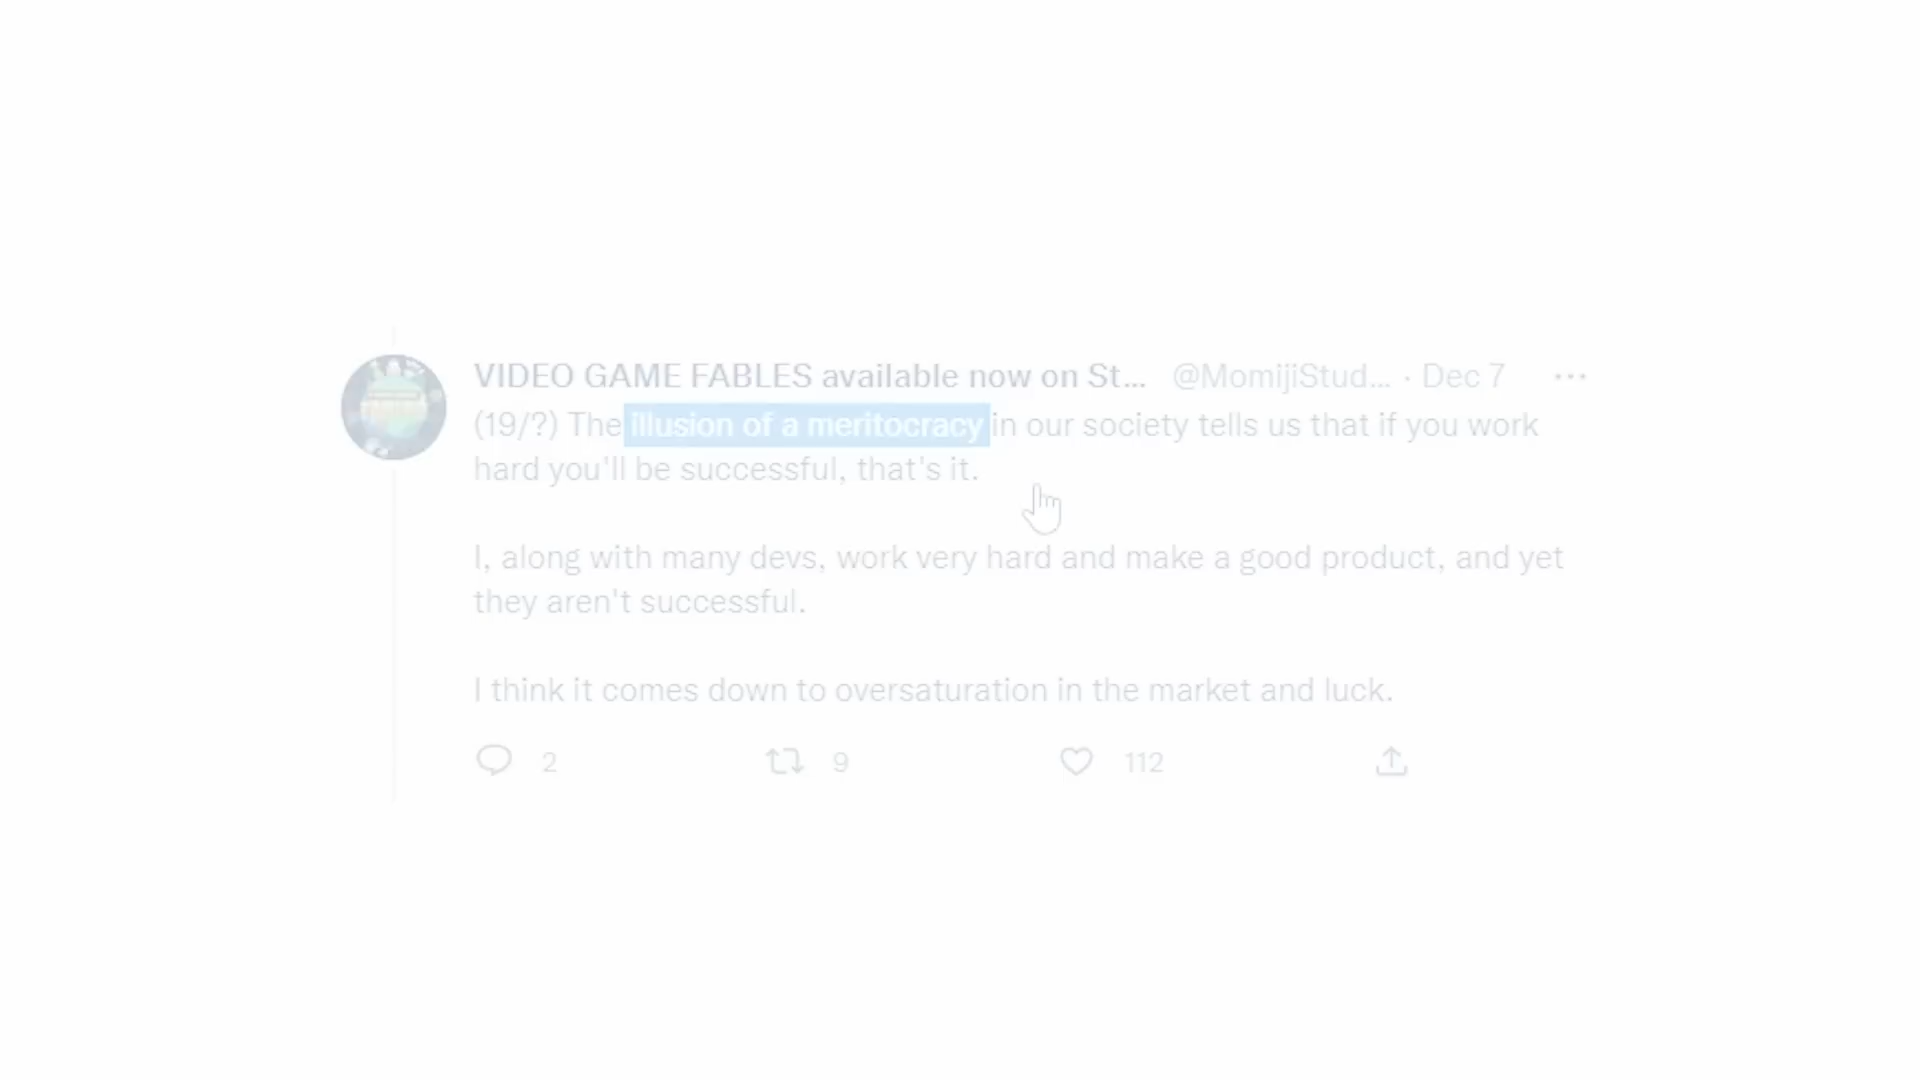 VIDEO GAME FABLES available now on St... @MomijiStud... · Dec 7
(19/?) The illusion of a meritocracy in our society tells us that if you work
hard you'll be successful, that's it.
I, along with many devs, work very hard and make a good product, and yet
they aren't successful.
I think it comes down to oversaturation in the market and luck.
2 9 112